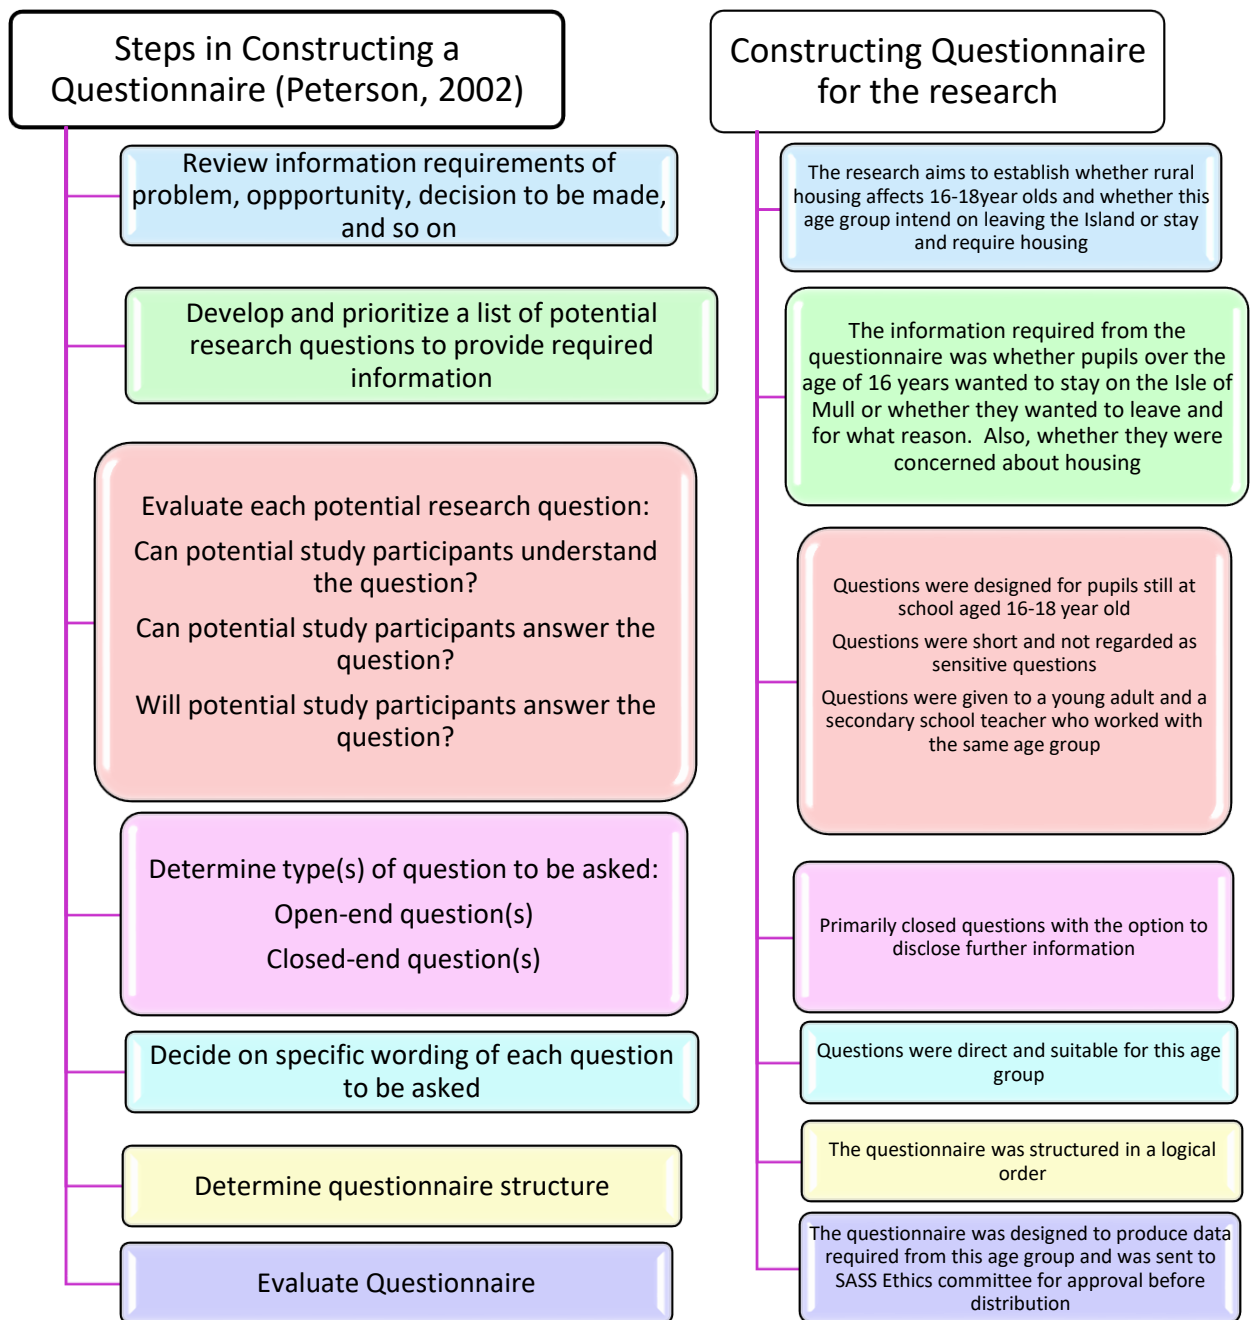 Steps in Constructing a
Questionnaire (Peterson, 2002)
Review information requirements of
problem, oppportunity, decision to be made,
and so on
Develop and prioritize a list of potential
research questions to provide required
information
Evaluate each potential research question:
Can potential study participants understand
the question?
Can potential study participants answer the
question?
Will potential study participants answer the
question?
Determine type(s) of question to be asked:
Open-end question(s)
Closed-end question(s)
Decide on specific wording of each question
to be asked
Determine questionnaire structure
Evaluate Questionnaire
Constructing Questionnaire
for the research
The research aims to establish whether rural
housing affects 16-18year olds and whether this
age group intend on leaving the Island or stay
and require housing
The information required from the
questionnaire was whether pupils over the
age of 16 years wanted to stay on the Isle of
Mull or whether they wanted to leave and
for what reason.  Also, whether they were
concerned about housing
Questions were designed for pupils still at
school aged 16-18 year old
Questions were short and not regarded as
sensitive questions
Questions were given to a young adult and a
secondary school teacher who worked with
the same age group
Primarily closed questions with the option to
disclose further information
Questions were direct and suitable for this age
group
The questionnaire was structured in a logical
order
The questionnaire was designed to produce data
required from this age group and was sent to
SASS Ethics committee for approval before
distribution